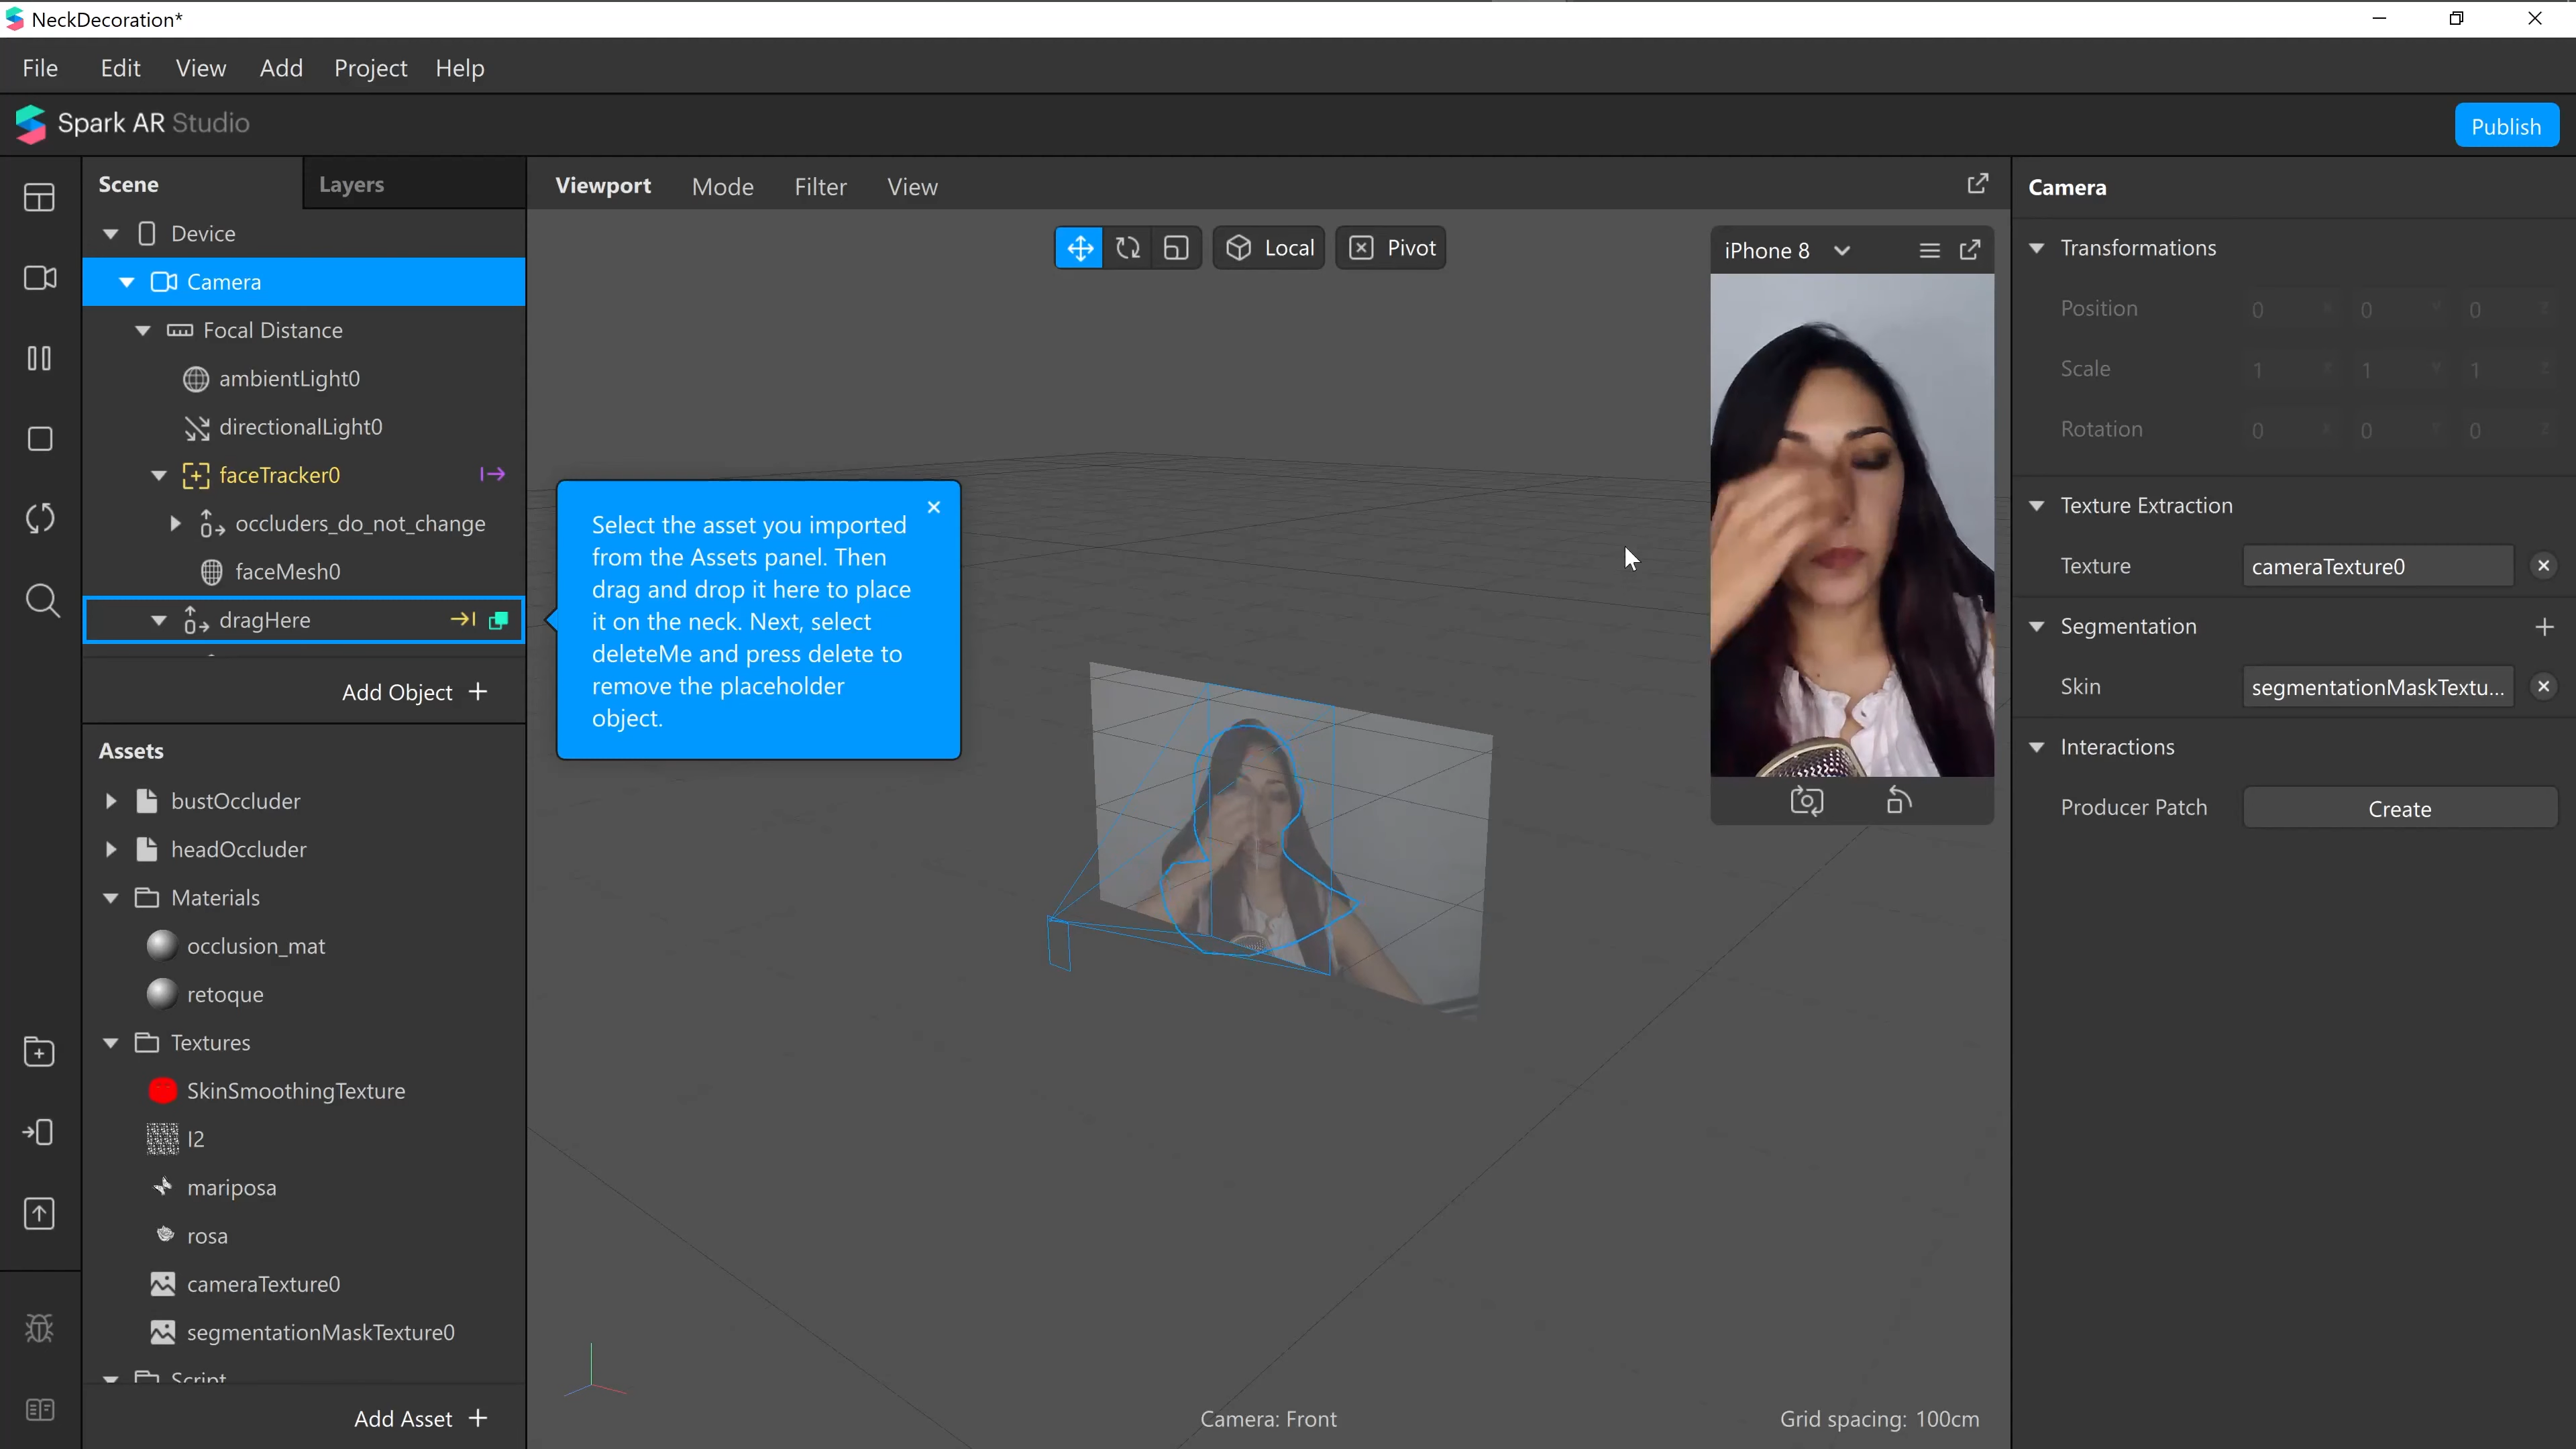 NeckDecoration*
File Edit View Add Project Help
Spark AR Studio
Publish
Scene
Layers
Device
Camera
Focal Distance
ambientLight0
directionalLight0
faceTracker0
occluders_do_not_change
faceMesh0
dragHere
Add Object +
Assets
bustOccluder
headOccluder
Materials
occlusion_mat
retoque
Textures
SkinSmoothingTexture
l2
mariposa
rosa
cameraTexture0
segmentationMaskTexture0
Script
Add Asset +
Viewport Mode Filter View
Local
Pivot
Select the asset you imported
from the Assets panel. Then
drag and drop it here to place
it on the neck. Next, select
deleteMe and press delete to
remove the placeholder
object.
iPhone 8
Camera: Front
Grid spacing: 100cm
Camera
Transformations
Position 0 0 0
Scale 1 1 1
Rotation 0 0 0
Texture Extraction
Texture cameraTexture0
Segmentation +
Skin segmentationMaskTextu...
Interactions
Producer Patch Create